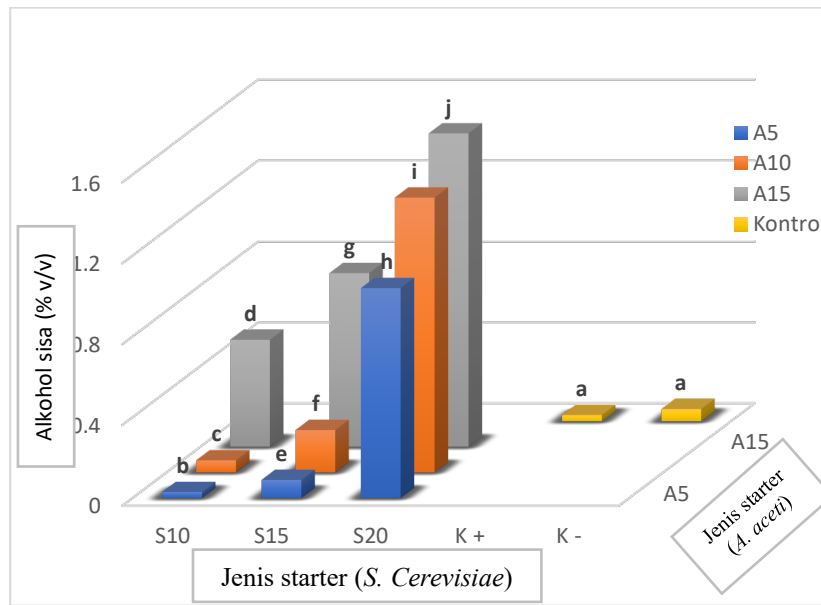 j
A5
1.6
i
A10
A15
1.2
g
Kontro
h
Alkohol sisa (% v/v)
0.8
d
f
a
a
0.4
c
e
b
A15
0
A5
S10 S15 S20 K + K -
Jenis starter (S. Cerevisiae)
Jenis starter
(A. aceti)